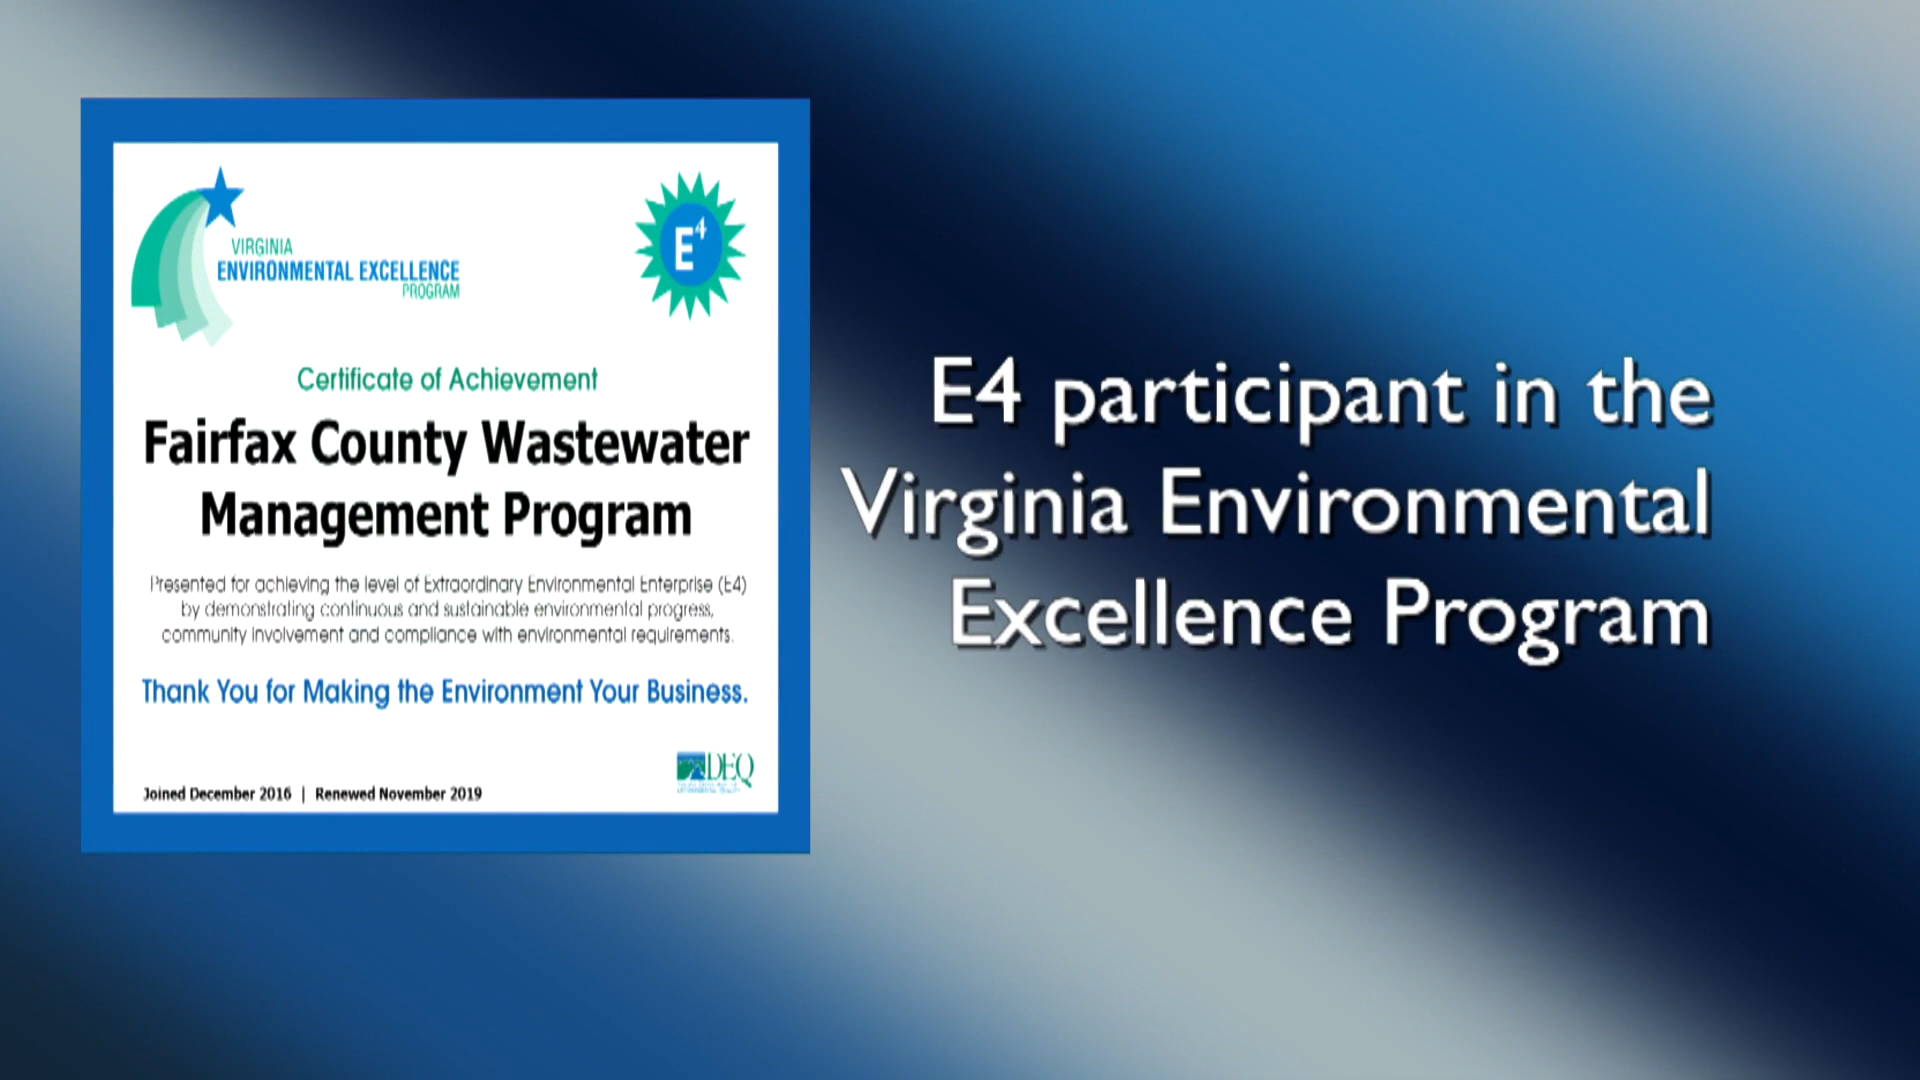 VIRGINIA
ENVIRONMENTAL EXCELLENCE
PROGRAM
E4
Certificate of Achievement
Fairfax County Wastewater
Management Program
Presented for achieving the level of Extraordinary Environmental Enterprise (E4)
by demonstrating continuous and sustainable environmental progress,
community involvement and compliance with environmental requirements.
Thank You for Making the Environment Your Business.
DEQ
Joined December 2016 | Renewed November 2019
E4 participant in the
Virginia Environmental
Excellence Program